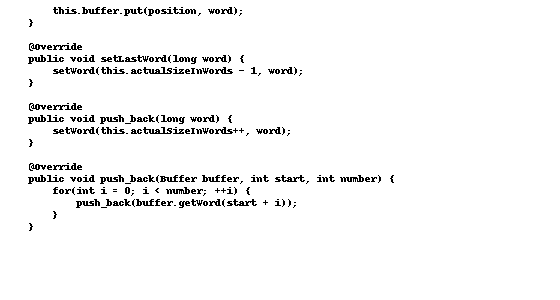 this.buffer.put(position, word);
}
@Override
public void setLastWord(long word) {
setWord(this.actualSizeInWords - 1, word);
}
@Override
public void push_back(long word) {
setWord(this.actualSizeInWords++, word);
}
@Override
public void push_back(Buffer buffer, int start, int number) {
for(int i = 0; i < number; ++i) {
push_back(buffer.getWord(start + i));
}
}